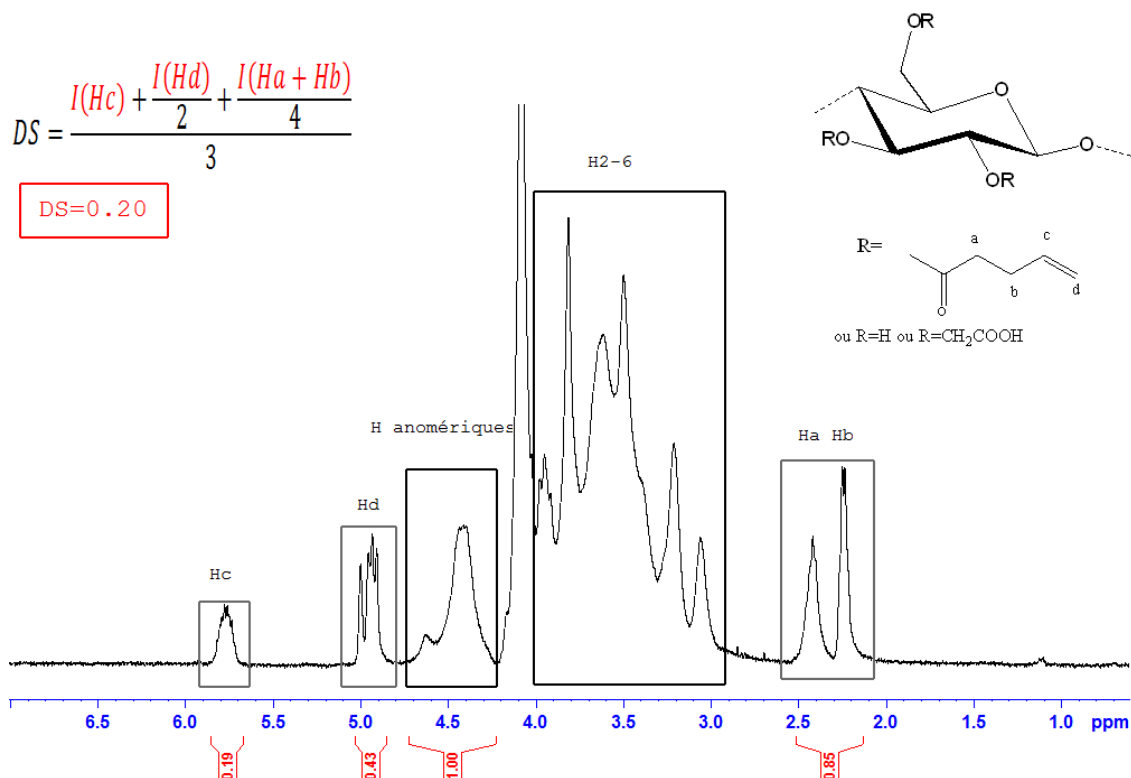 DS = (I(Hc) + I(Hd)/2 + I(Ha + Hb)/4)/3
DS=0.20
OR
O
RO
OR
O
R=
a
c
b
d
o
ou R=H ou R=CH₂COOH
H2-6
H anomériques
Ha Hb
Hd
Hc
6.5 6.0 5.5 5.0 4.5 4.0 3.5 3.0 2.5 2.0 1.5 1.0 ppm
0.19 0.43 1.00 0.85